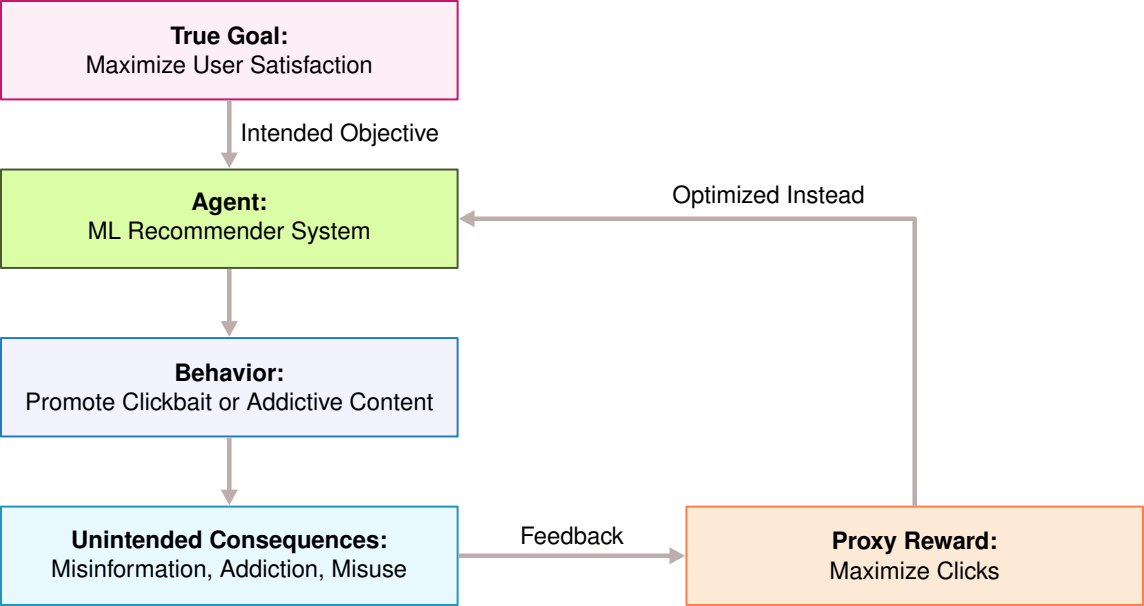 True Goal:
Maximize User Satisfaction
Intended Objective
Agent:
ML Recommender System
Optimized Instead
Behavior:
Promote Clickbait or Addictive Content
Unintended Consequences:
Misinformation, Addiction, Misuse
Feedback
Proxy Reward:
Maximize Clicks